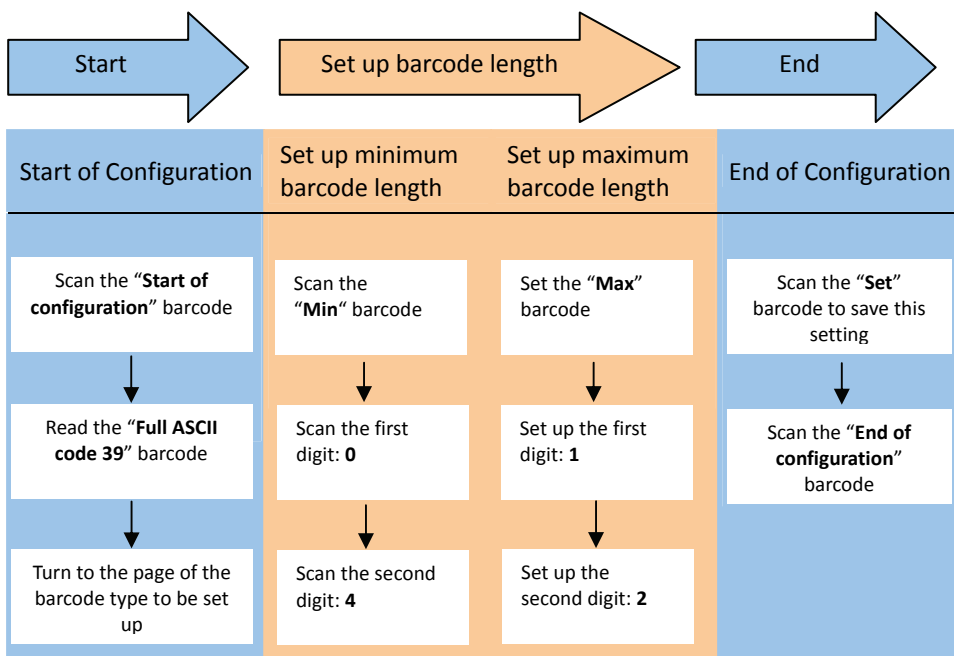 Start
Set up barcode length
End
Start of Configuration
Set up minimum
barcode length
Set up maximum
barcode length
End of Configuration
Scan the “Start of
configuration” barcode
Read the “Full ASCII
code 39” barcode
Turn to the page of the
barcode type to be set
up
Scan the
“Min“ barcode
Scan the first
digit: 0
Scan the second
digit: 4
Set the “Max”
barcode
Set up the first
digit: 1
Set up the
second digit: 2
Scan the “Set”
barcode to save this
setting
Scan the “End of
configuration”
barcode